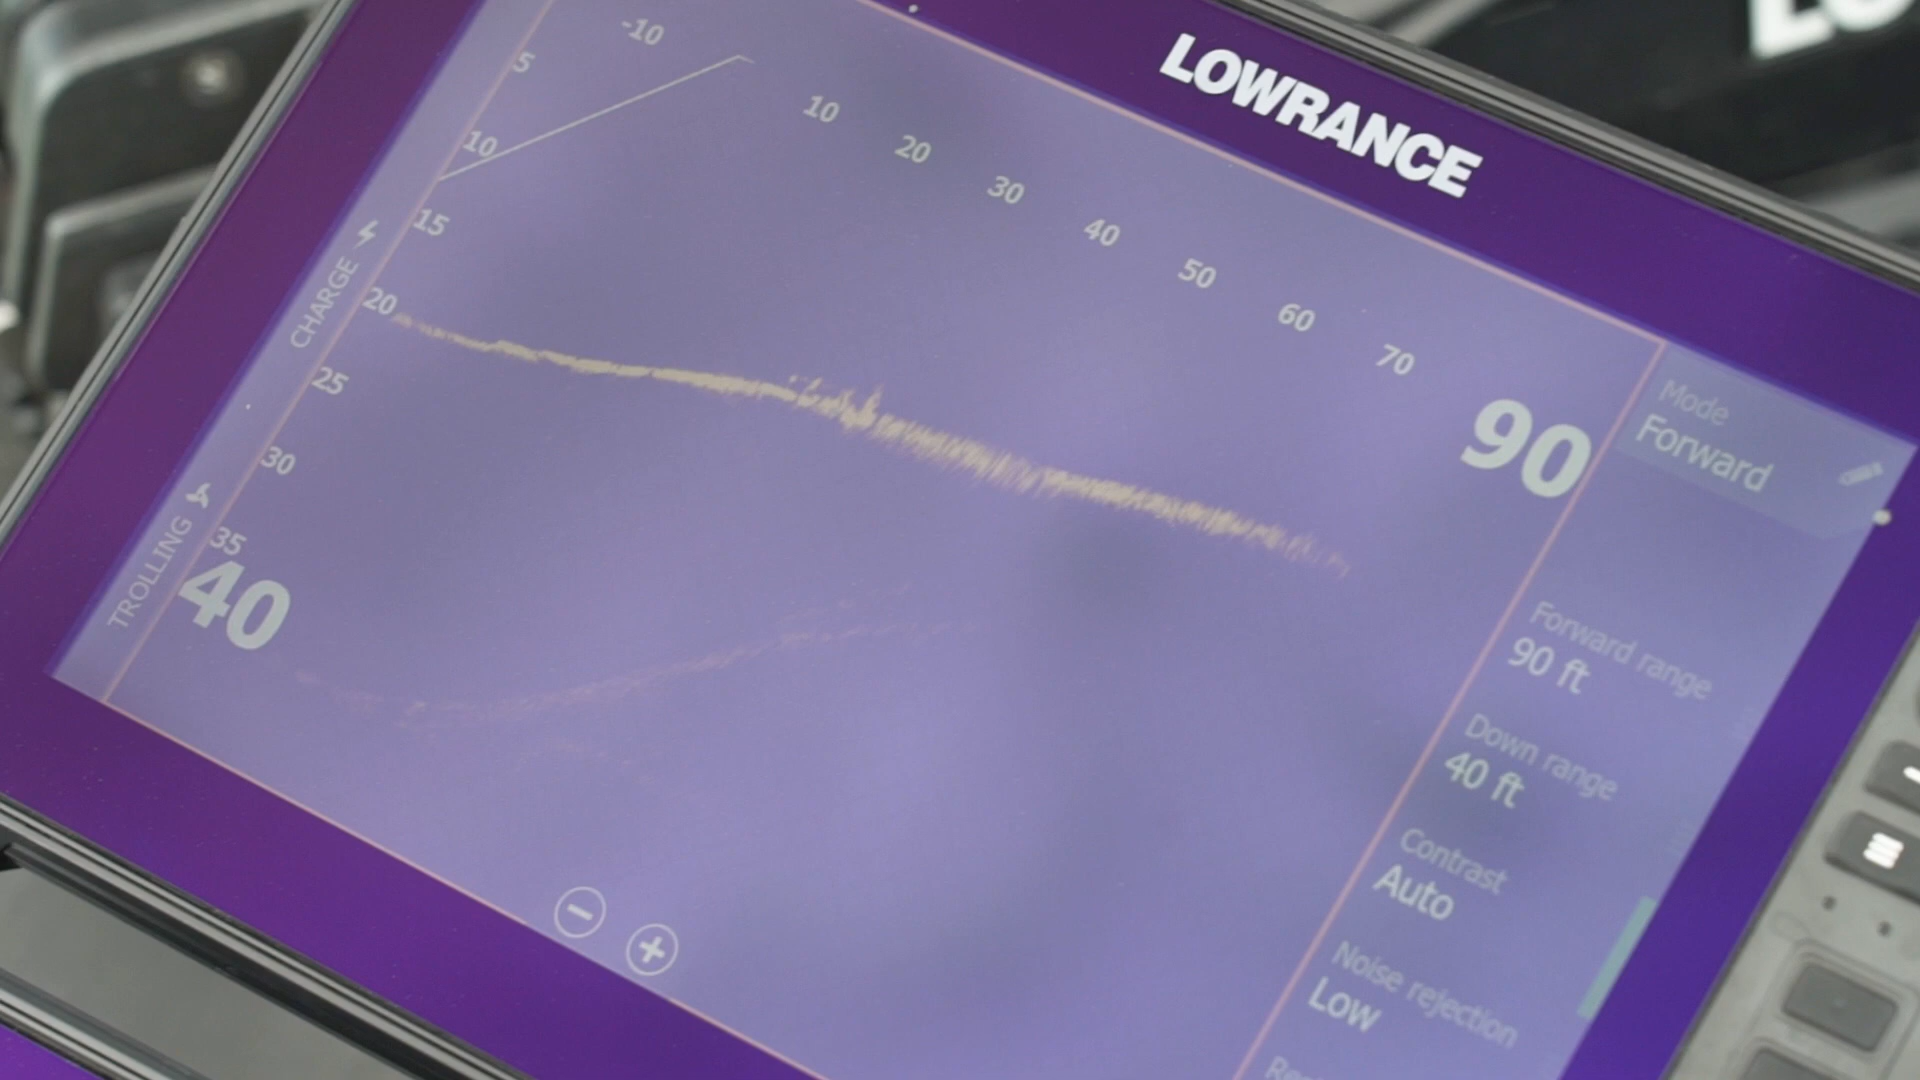 LOWRANCE
-10
10
20
30
40
50
60
70
90
5
10
15
20
25
30
35
40
CHARGE
TROLLING
Mode
Forward
Forward range
90 ft
Down range
40 ft
Contrast
Auto
Noise rejection
Low